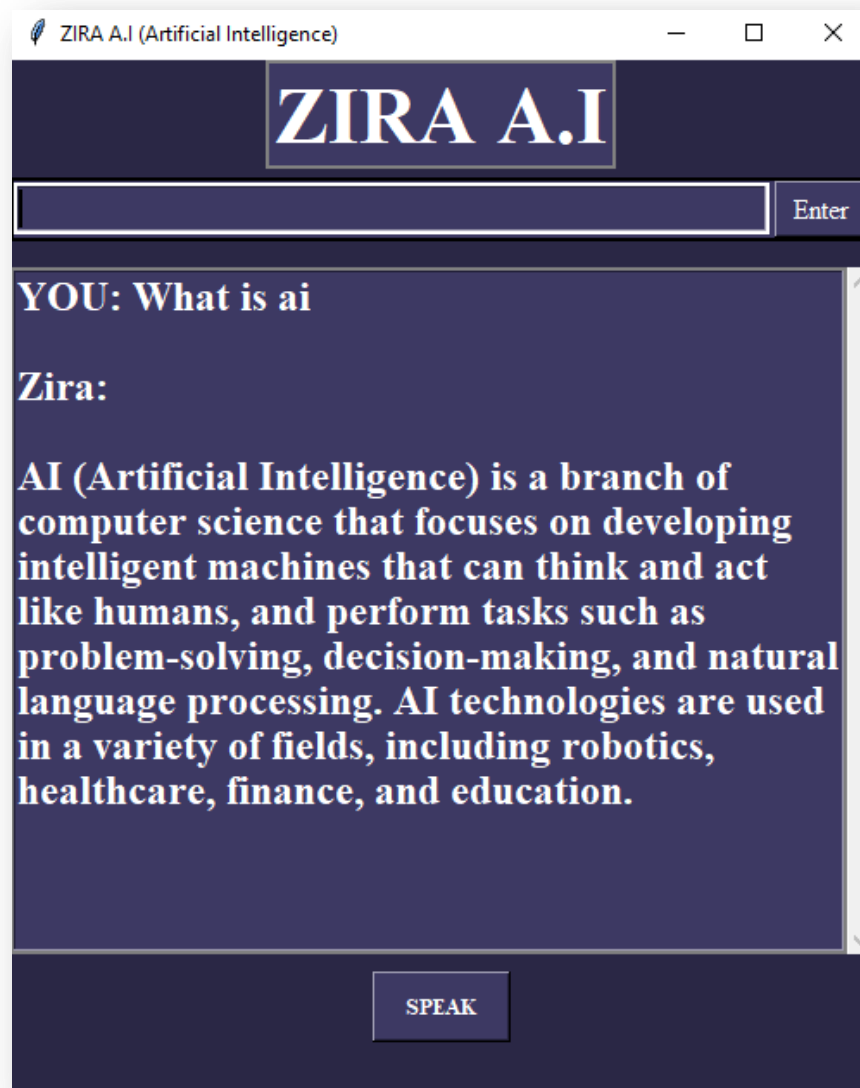 ZIRA A.I (Artificial Intelligence)
ZIRA A.I
Enter
YOU: What is ai
Zira:
AI (Artificial Intelligence) is a branch of
computer science that focuses on developing
intelligent machines that can think and act
like humans, and perform tasks such as
problem-solving, decision-making, and natural
language processing. AI technologies are used
in a variety of fields, including robotics,
healthcare, finance, and education.
SPEAK